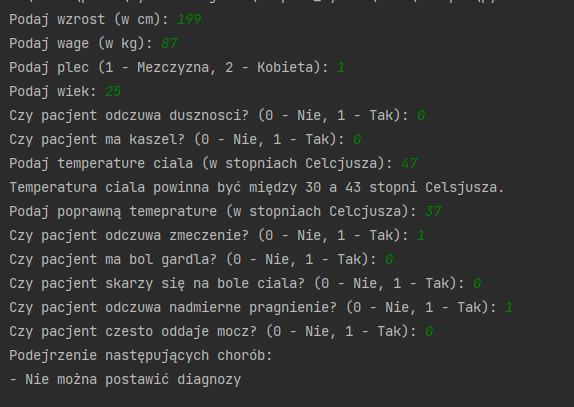 Podaj wzrost (w cm): 199
Podaj wage (w kg): 87
Podaj plec (1 - Mezczyzna, 2 - Kobieta): 1
Podaj wiek: 25
Czy pacjent odczuwa dusznosci? (0 - Nie, 1 - Tak): 0
Czy pacjent ma kaszel? (0 - Nie, 1 - Tak): 0
Podaj temperature ciala (w stopniach Celcjusza): 47
Temperatura ciala powinna być między 30 a 43 stopni Celsjusza.
Podaj poprawną temeprature (w stopniach Celcjusza): 37
Czy pacjent odczuwa zmeczenie? (0 - Nie, 1 - Tak): 1
Czy pacjent ma bol gardla? (0 - Nie, 1 - Tak): 0
Czy pacjent skarzy się na bole ciala? (0 - Nie, 1 - Tak): 0
Czy pacjent odczuwa nadmierne pragnienie? (0 - Nie, 1 - Tak): 1
Czy pacjent czesto oddaje mocz? (0 - Nie, 1 - Tak): 0
Podejrzenie następujących chorób:
- Nie można postawić diagnozy